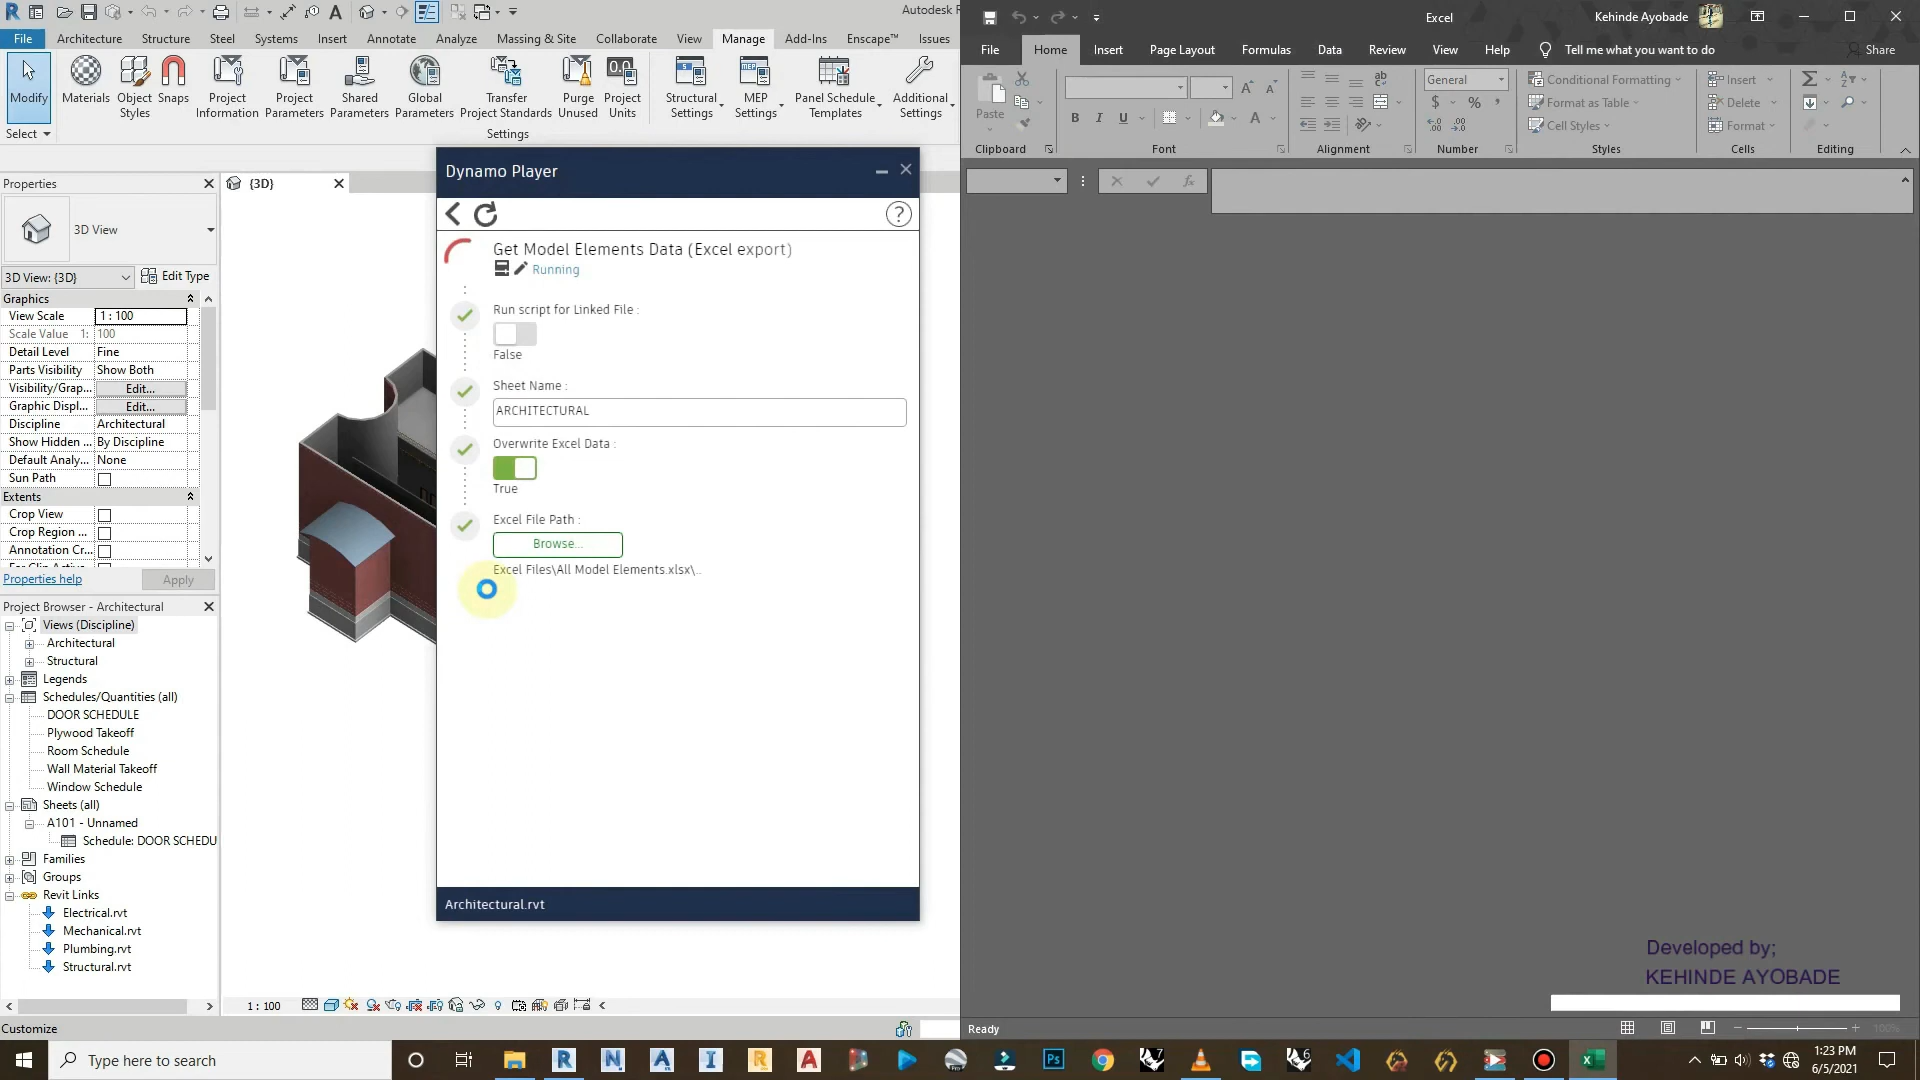 Autodesk R
File
Architecture
Structure
Steel
Systems
Insert
Annotate
Analyze
Massing & Site
Collaborate
View
Manage
Add-Ins
Enscape™
Issues
Modify
Materials
Object
Styles
Snaps
Project
Information
Project
Parameters
Shared
Parameters
Global
Parameters
Transfer
Project Standards
Purge
Unused
Project
Units
Structural
Settings
MEP
Settings
Panel Schedule
Templates
Additional
Settings
Select
Settings
Properties
{3D}
3D View
3D View: {3D}
Edit Type
Graphics
View Scale
1 : 100
Scale Value 1:
100
Detail Level
Fine
Parts Visibility
Show Both
Visibility/Grap...
Edit...
Graphic Displ...
Edit...
Discipline
Architectural
Show Hidden ...
By Discipline
Default Analy...
None
Sun Path
Extents
Crop View
Crop Region ...
Annotation Cr...
Properties help
Apply
Project Browser - Architectural
Views (Discipline)
Architectural
Structural
Legends
Schedules/Quantities (all)
DOOR SCHEDULE
Plywood Takeoff
Room Schedule
Wall Material Takeoff
Window Schedule
Sheets (all)
A101 - Unnamed
Schedule: DOOR SCHEDU
Families
Groups
Revit Links
Electrical.rvt
Mechanical.rvt
Plumbing.rvt
Structural.rvt
Customize
1 : 100
Dynamo Player
Get Model Elements Data (Excel export)
Running
Run script for Linked File :
False
Sheet Name :
ARCHITECTURAL
Overwrite Excel Data :
True
Excel File Path :
Browse...
Excel Files\All Model Elements.xlsx\..
Architectural.rvt
Excel
Kehinde Ayobade
File
Home
Insert
Page Layout
Formulas
Data
Review
View
Help
Tell me what you want to do
Share
Paste
Clipboard
Font
Alignment
General
Number
Conditional Formatting
Format as Table
Cell Styles
Styles
Insert
Delete
Format
Cells
Editing
Developed by;
KEHINDE AYOBADE
Ready
100%
Type here to search
1:23 PM
6/5/2021